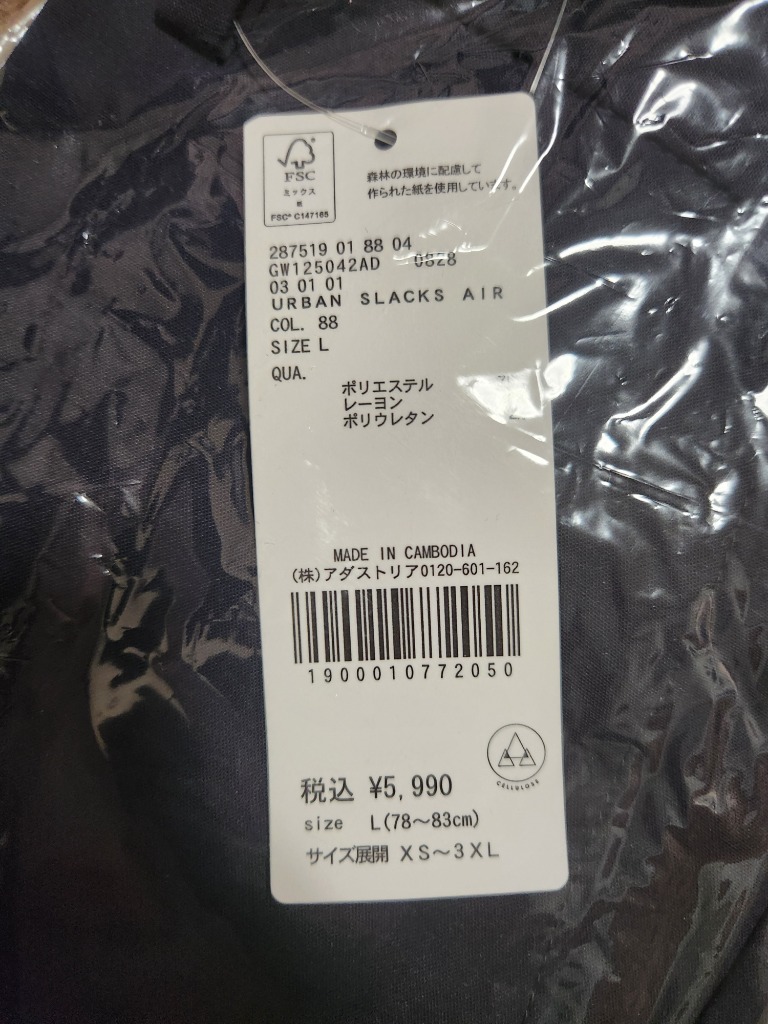 FSC
ミックス
紙
FSC® C147165
森林の環境に配慮して
作られた紙を使用しています。
287519 01 88 04
GW125042AD 0828
03 01 01
URBAN SLACKS AIR
COL. 88
SIZE L
QUA.
ポリエステル
レーヨン
ポリウレタン
MADE IN CAMBODIA
(株)アダストリア0120-601-162
1900010772050
CELLULOSE
税込 ¥5,990
size L(78〜83cm)
サイズ展開 XS〜3XL